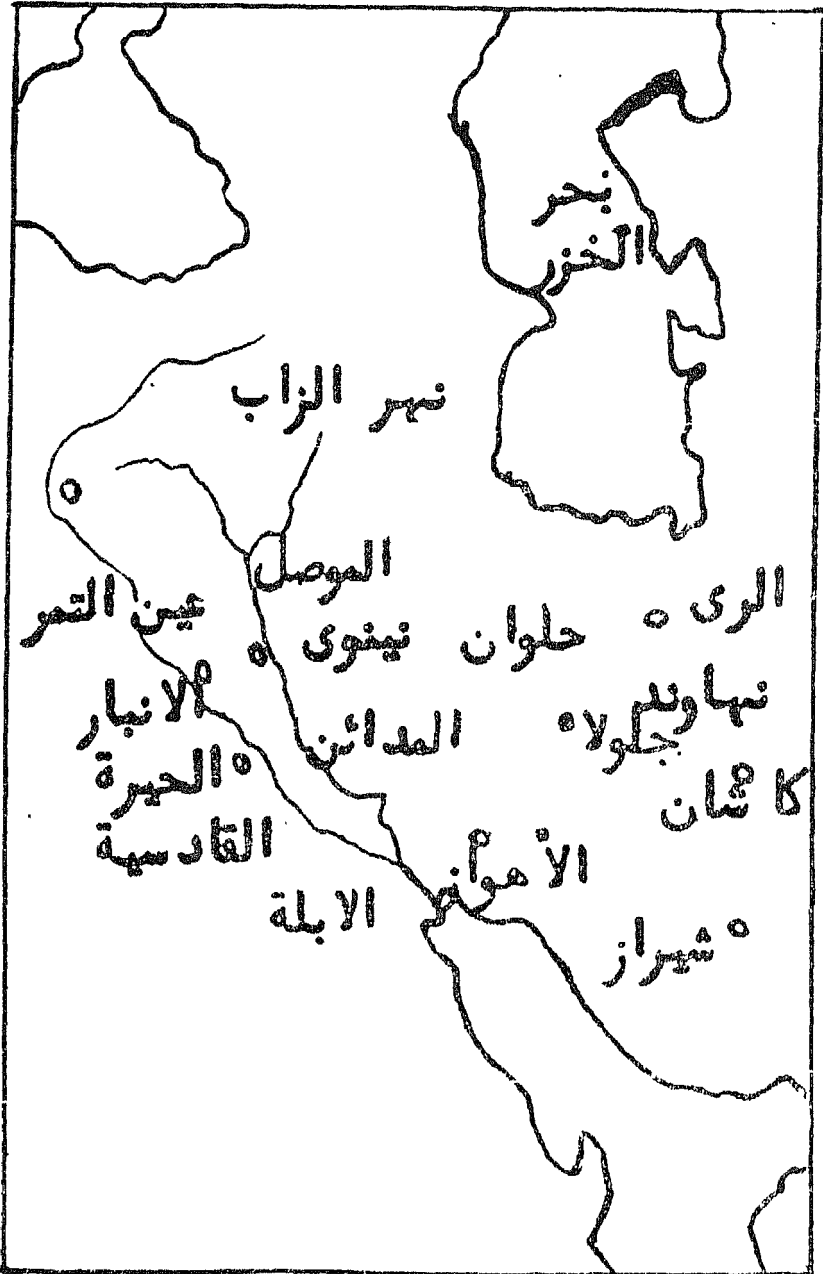 بحر
الخزر
نهر الزاب
الموصل
الرى
حلوان
نينوى
عين التمر
نهاوند
جلولا
المدائن
الانبار
الحيرة
كاشان
القادسية
الأهواز
الابلة
شيراز